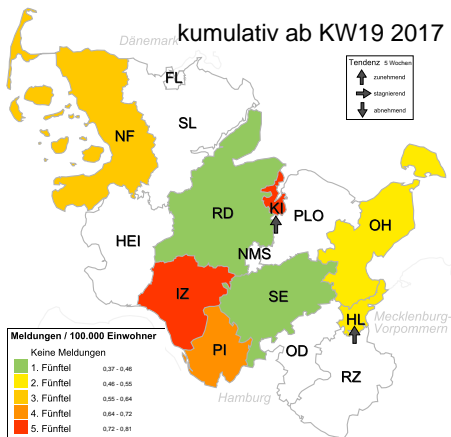 kumulativ ab KW19 2017
Dänemark
Tendenz 5 Wochen
zunehmend
stagnierend
abnehmend
FL
SL
NF
RD
KI
PLO
OH
HEI
NMS
IZ
SE
HL
Mecklenburg-
Vorpommern
PI
OD
RZ
Hamburg
Meldungen / 100.000 Einwohner
Keine Meldungen
1. Fünftel 0,37 - 0,46
2. Fünftel 0,46 - 0,55
3. Fünftel 0,55 - 0,64
4. Fünftel 0,64 - 0,72
5. Fünftel 0,72 - 0,81